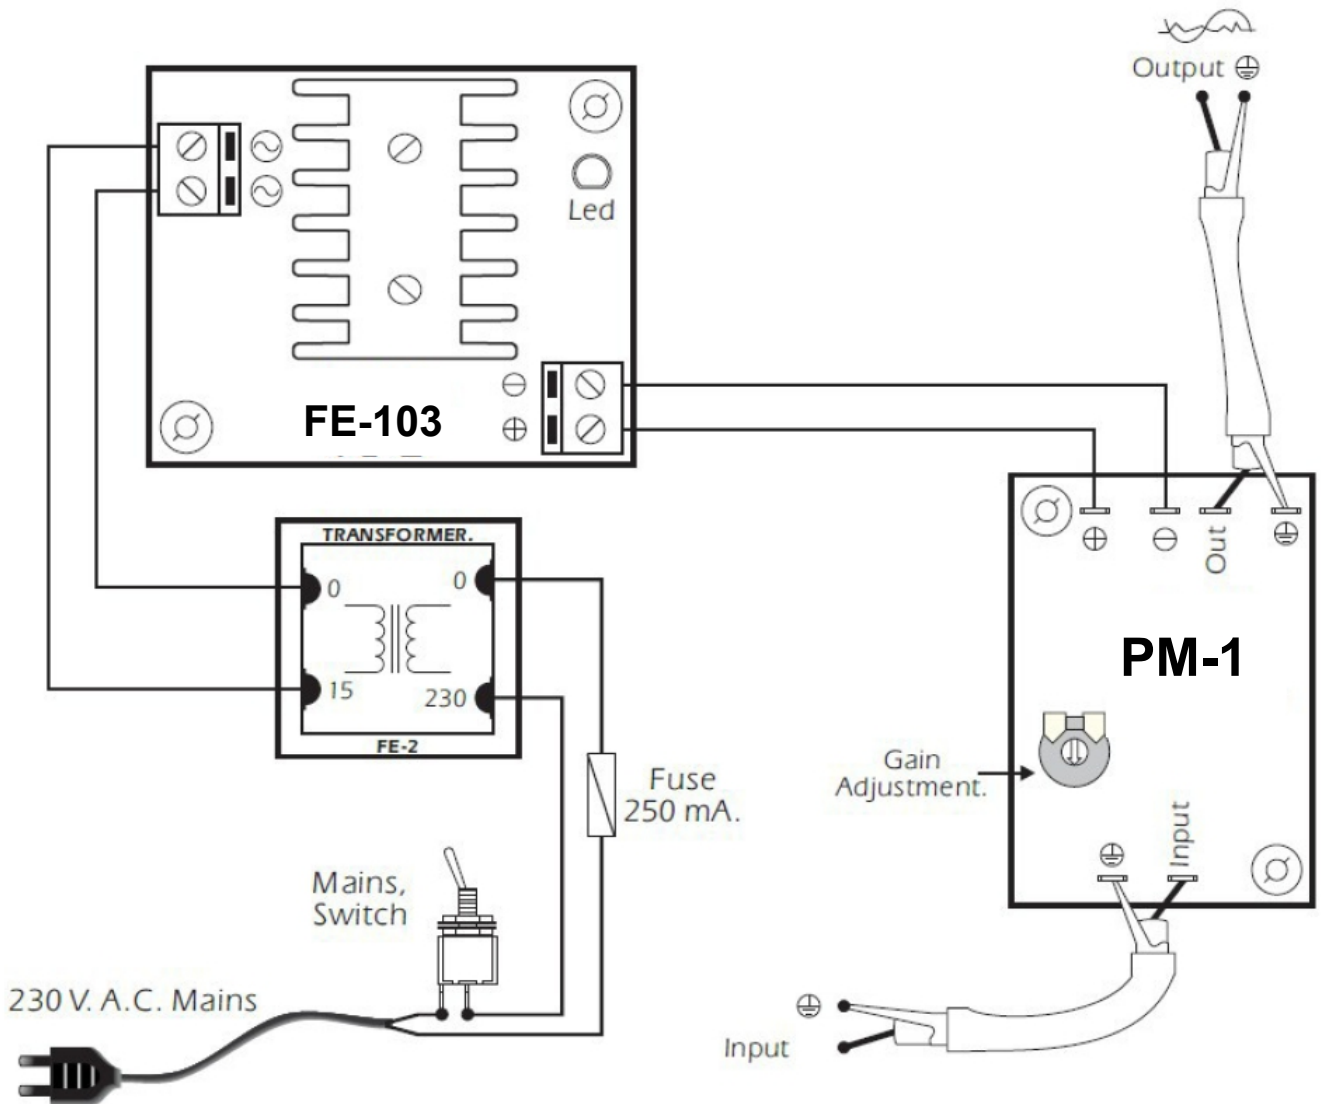 Output
Led
FE-103
TRANSFORMER.
0
0
15
230
FE-2
Out
PM-1
Gain
Adjustment.
Input
Fuse
250 mA.
Mains,
Switch
230 V. A.C. Mains
Input